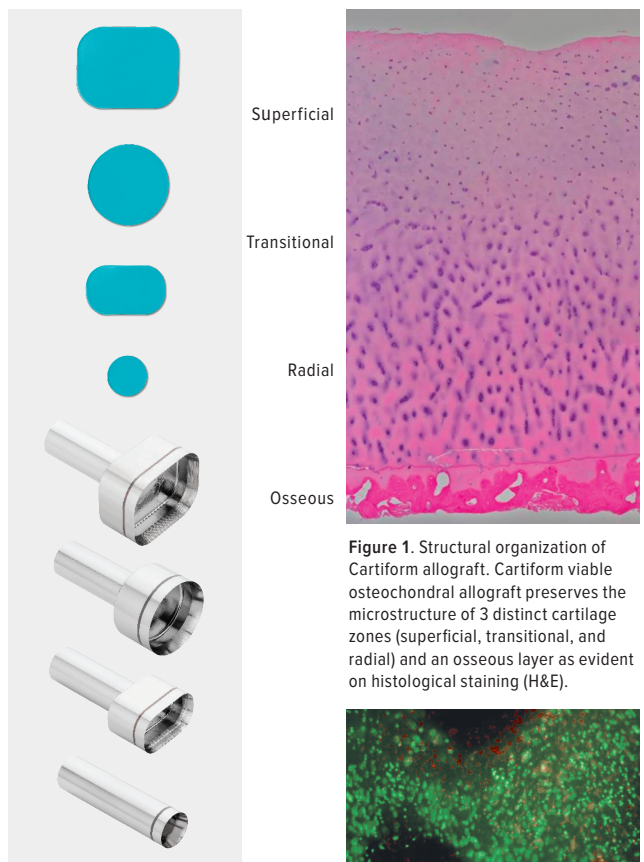 Superficial
Transitional
Radial
Osseous
Figure 1. Structural organization of
Cartiform allograft. Cartiform viable
osteochondral allograft preserves the
microstructure of 3 distinct cartilage
zones (superficial, transitional, and
radial) and an osseous layer as evident
on histological staining (H&E).